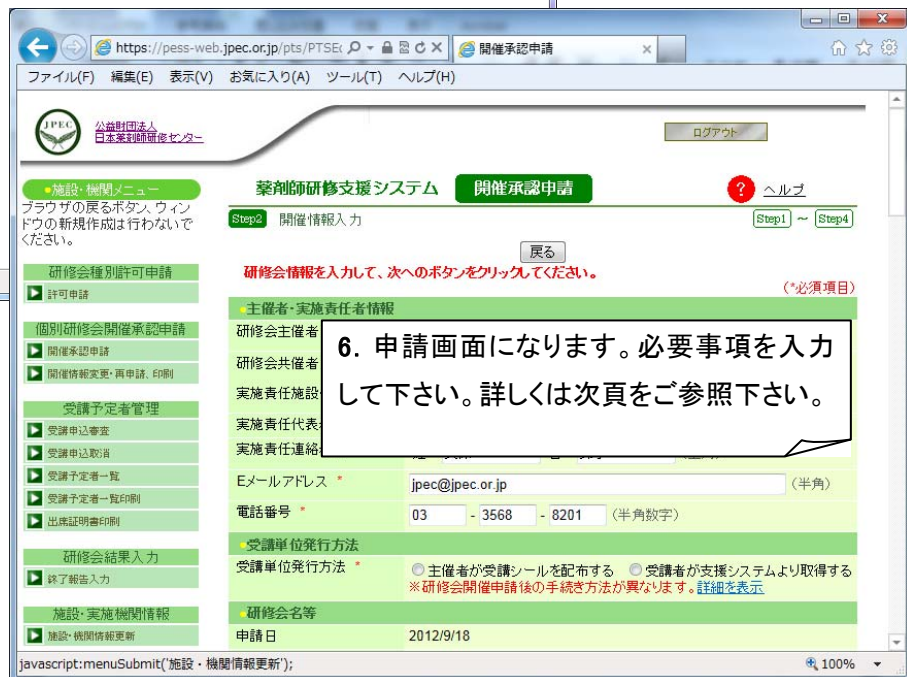 https://pess-web.jpec.or.jp/pts/PTSE
開催承認申請
ファイル(F) 編集(E) 表示(V) お気に入り(A) ツール(T) ヘルプ(H)
JPEC
公益財団法人
日本薬剤師研修センター
ログアウト
●施設・機関メニュー
ブラウザの戻るボタン、ウィン
ドウの新規作成は行わないで
ください。
薬剤師研修支援システム 開催承認申請 ? ヘルプ
Step2 開催情報入力 Step1 ~ Step4
戻る
研修会情報を入力して、次へのボタンをクリックしてください。
(*必須項目)
研修会種別許可申請
許可申請
個別研修会開催承認申請
開催承認申請
開催情報変更・再申請、印刷
受講予定者管理
受講申込審査
受講申込取消
受講予定者一覧
受講予定者一覧印刷
出席証明書印刷
研修会結果入力
終了報告入力
施設・実施機関情報
施設・機関情報更新
●主催者・実施責任者情報
研修会主催者
研修会共催者
実施責任施設
実施責任代表
実施責任連絡
6. 申請画面になります。必要事項を入力
して下さい。詳しくは次頁をご参照下さい。
Eメールアドレス * jpec@jpec.or.jp (半角)
電話番号 * 03 - 3568 - 8201 (半角数字)
●受講単位発行方法
受講単位発行方法 * 主催者が受講シールを配布する 受講者が支援システムより取得する
※研修会開催申請後の手続き方法が異なります。詳細を表示
●研修会名等
申請日 2012/9/18
javascript:menuSubmit('施設・機関情報更新'); 100%